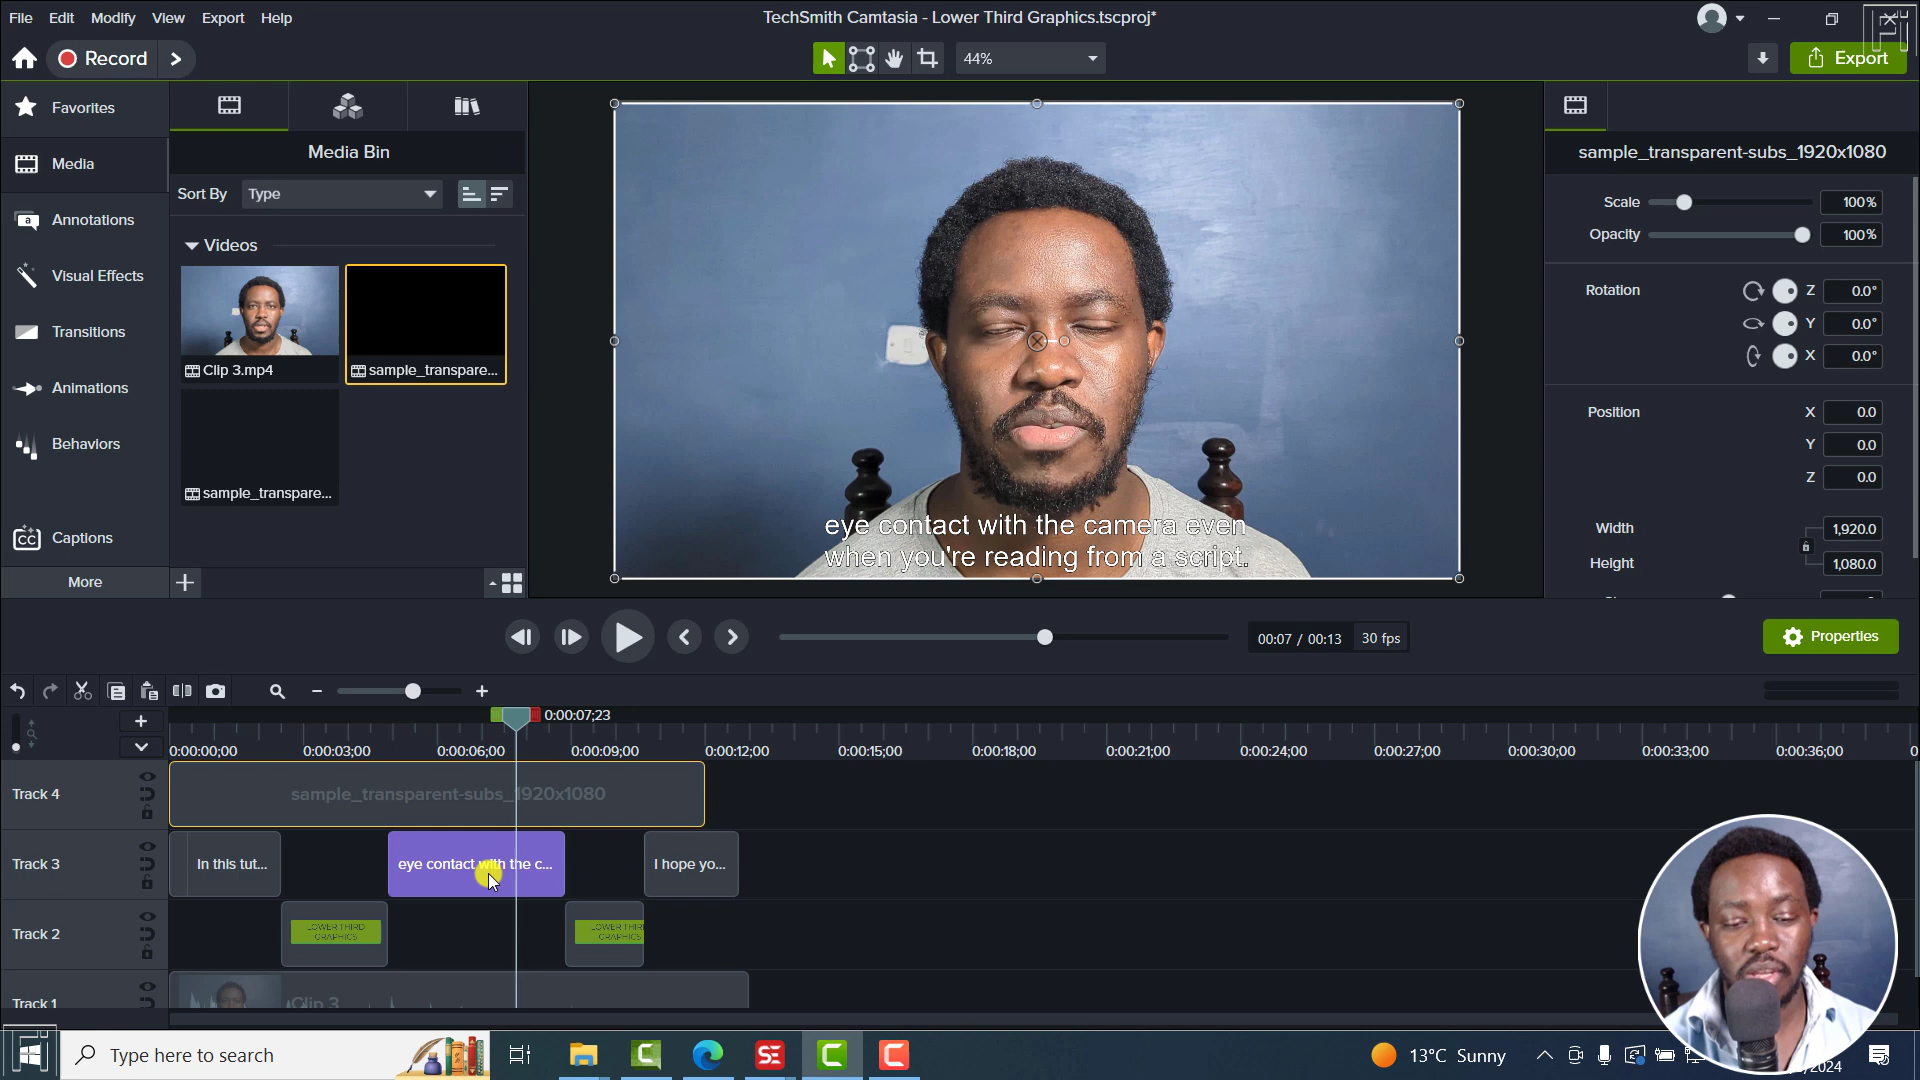 File Edit Modify View Export Help
TechSmith Camtasia - Lower Third Graphics.tscproj*
Record
44%
Export
Favorites
Media
Annotations
Visual Effects
Transitions
Animations
Behaviors
Captions
More
Media Bin
Sort By Type
Videos
Clip 3.mp4
sample_transpare...
sample_transpare...
eye contact with the camera even
when you're reading from a script.
sample_transparent-subs_1920x1080
Scale 100%
Opacity 100%
Rotation Z 0.0°
Y 0.0°
X 0.0°
Position X 0.0
Y 0.0
Z 0.0
Width 1,920.0
Height 1,080.0
00:07 / 00:13 30 fps
Properties
0:00:07;23
0:00:00;00 0:00:03;00 0:00:06;00 0:00:09;00 0:00:12;00 0:00:15;00 0:00:18;00 0:00:21;00 0:00:24;00 0:00:27;00 0:00:30;00 0:00:33;00 0:00:36;00
Track 4
sample_transparent-subs_1920x1080
Track 3
In this tut...
eye contact with the c...
I hope yo...
Track 2
LOWER THIRD
GRAPHICS
LOWER THIR
GRAPHICS
Track 1
Clip 3
Type here to search
13°C Sunny
2024